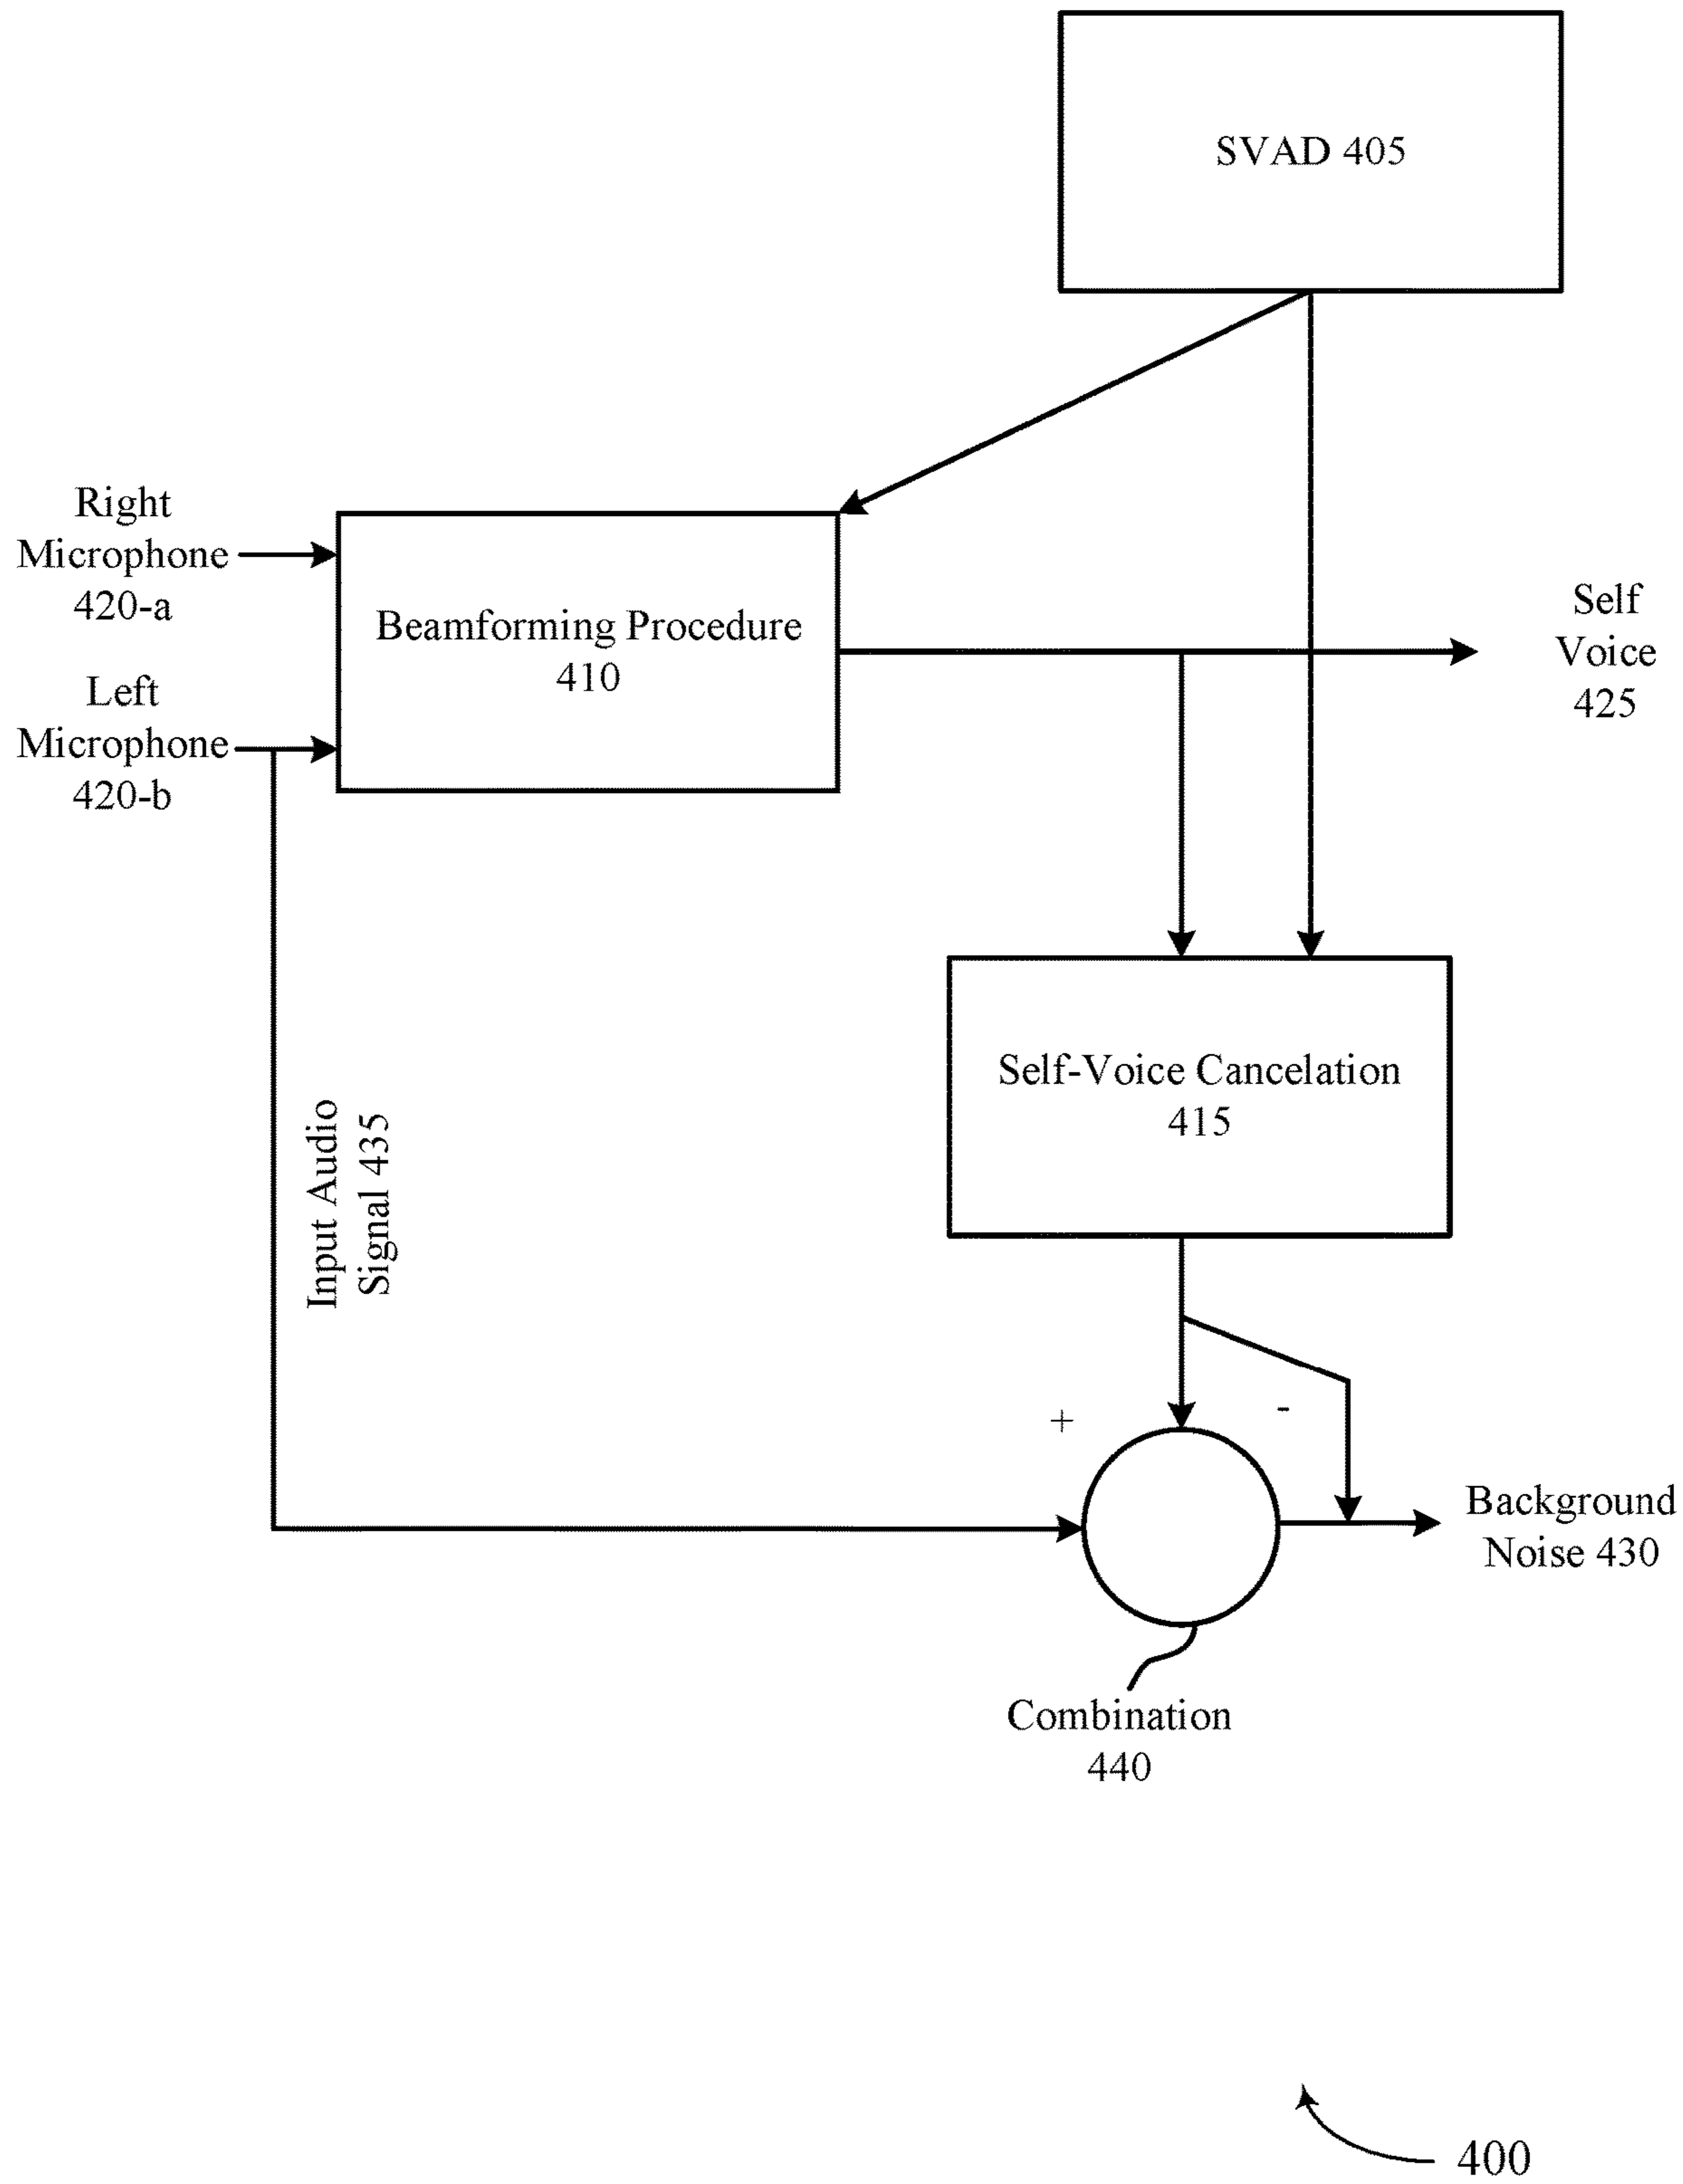 SVAD 405
Right
Microphone
420-a
Beamforming Procedure
410
Left
Microphone
420-b
Self
Voice
425
Self-Voice Cancelation
415
Input Audio
Signal 435
+
-
Background
Noise 430
Combination
440
400